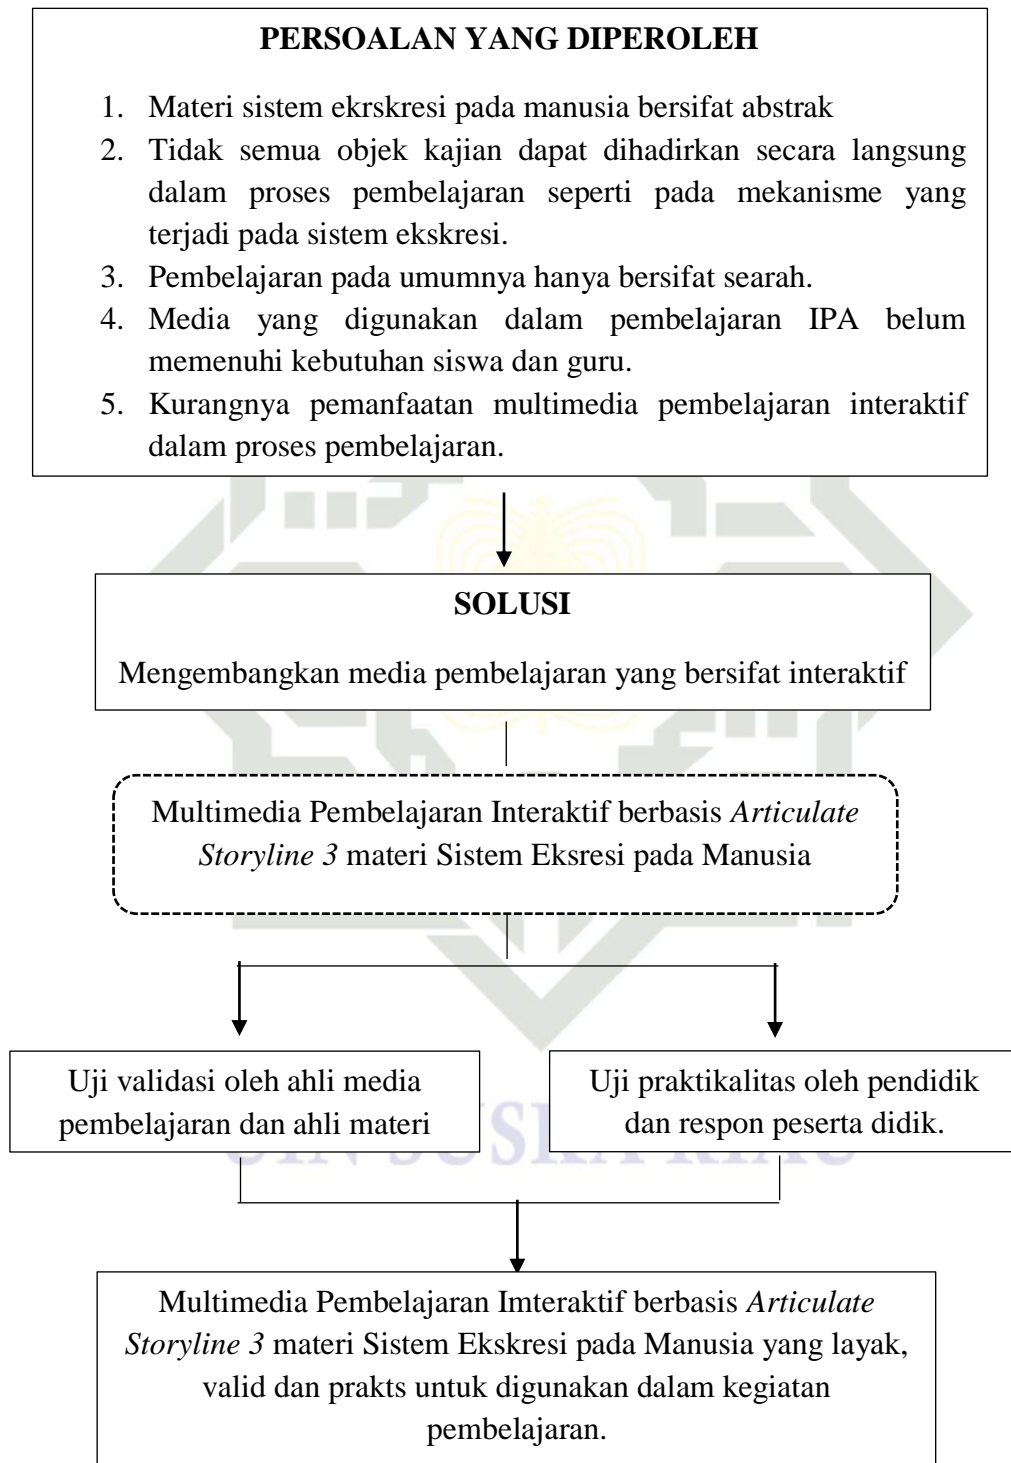 PERSOALAN YANG DIPEROLEH
1. Materi sistem ekrskresi pada manusia bersifat abstrak
2. Tidak semua objek kajian dapat dihadirkan secara langsung
dalam proses pembelajaran seperti pada mekanisme yang
terjadi pada sistem ekskresi.
3. Pembelajaran pada umumnya hanya bersifat searah.
4. Media yang digunakan dalam pembelajaran IPA belum
memenuhi kebutuhan siswa dan guru.
5. Kurangnya pemanfaatan multimedia pembelajaran interaktif
dalam proses pembelajaran.
SOLUSI
Mengembangkan media pembelajaran yang bersifat interaktif
Multimedia Pembelajaran Interaktif berbasis Articulate
Storyline 3 materi Sistem Eksresi pada Manusia
Uji validasi oleh ahli media
pembelajaran dan ahli materi
Uji praktikalitas oleh pendidik
dan respon peserta didik.
UIN SUSKA RIAU
Multimedia Pembelajaran Imteraktif berbasis Articulate
Storyline 3 materi Sistem Ekskresi pada Manusia yang layak,
valid dan prakts untuk digunakan dalam kegiatan
pembelajaran.